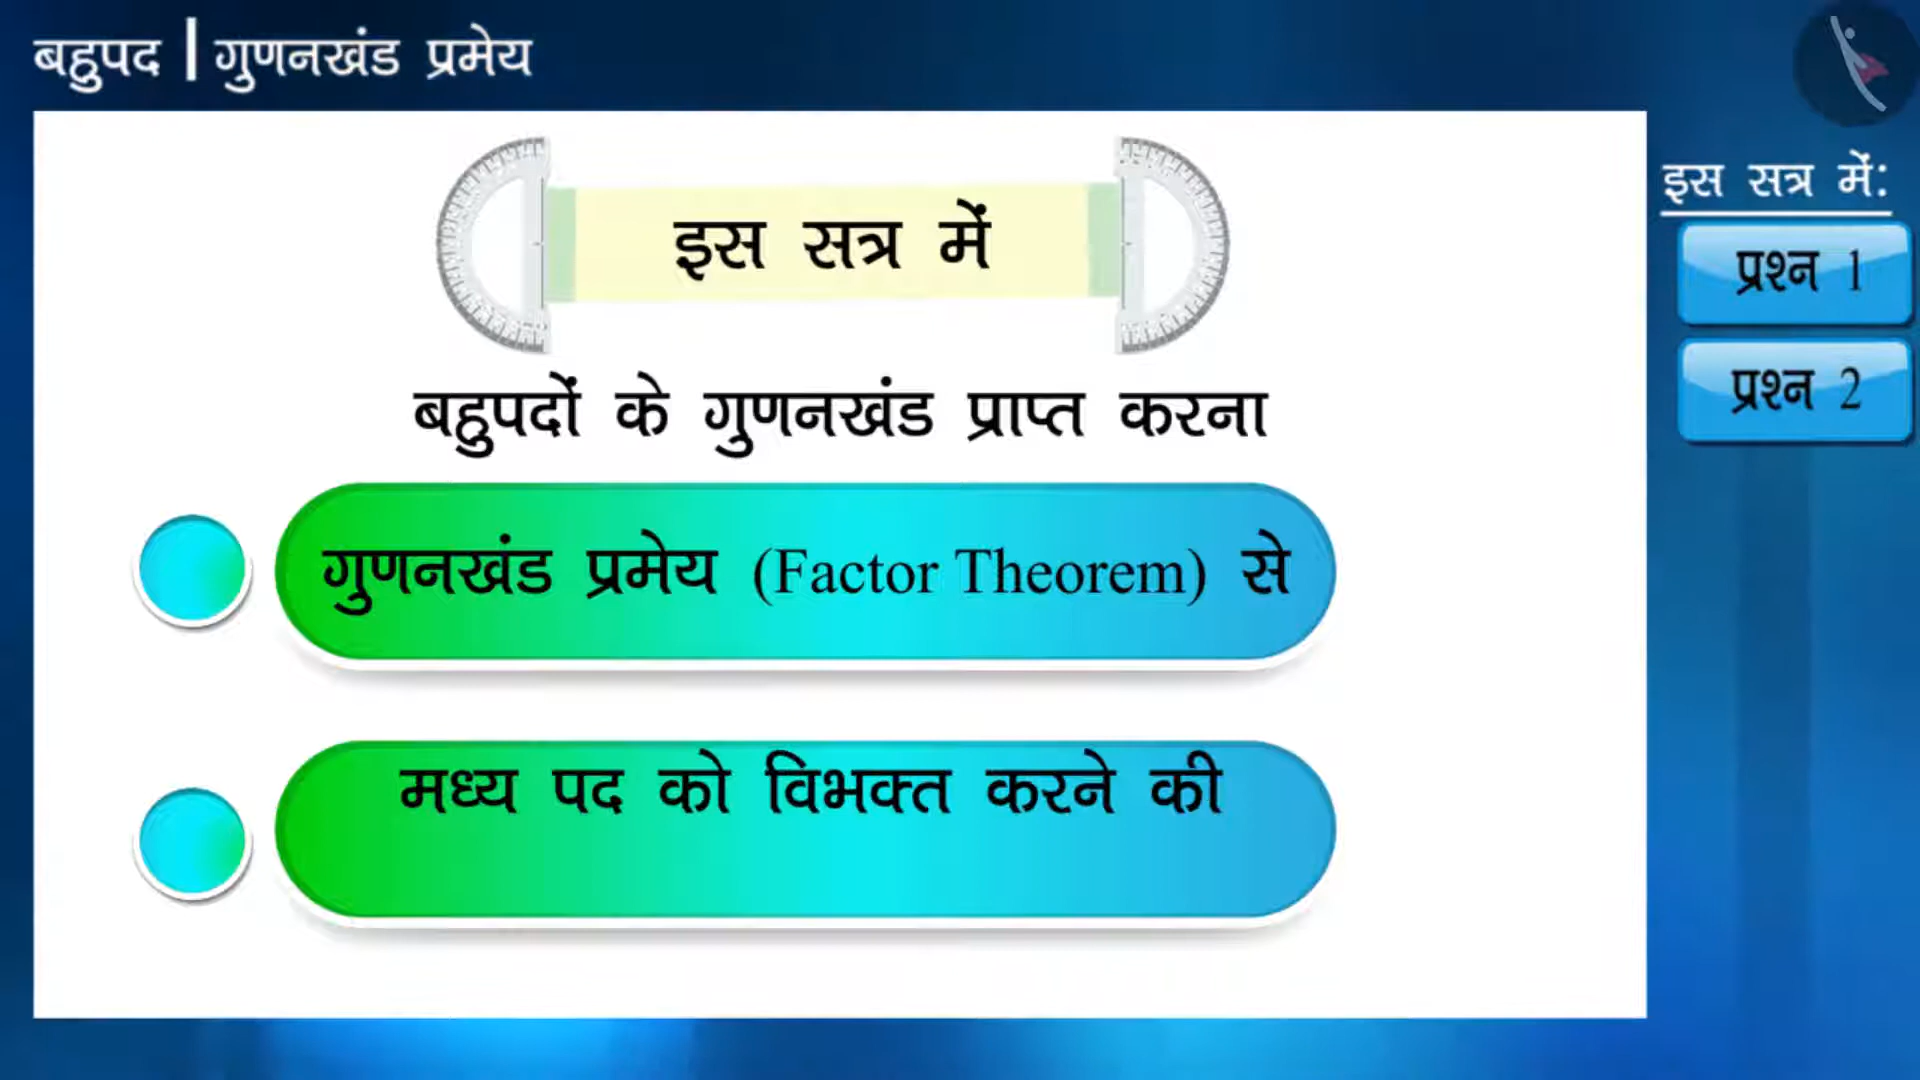 बहुपद | गुणनखंड प्रमेय
इस सत्र में
बहुपदों के गुणनखंड प्राप्त करना
गुणनखंड प्रमेय (Factor Theorem) से
मध्य पद को विभक्त करने की
इस सत्र में:
प्रश्न 1
प्रश्न 2